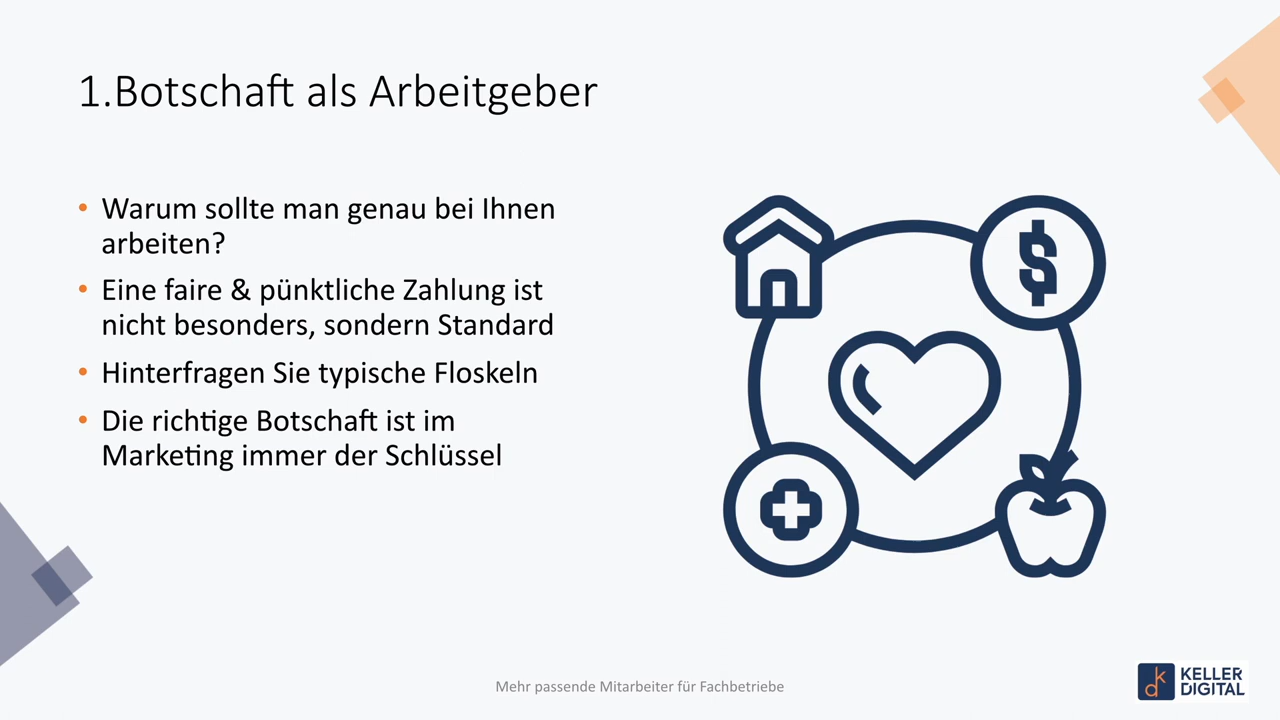 1.Botschaft als Arbeitgeber
• Warum sollte man genau bei Ihnen
arbeiten?
• Eine faire & pünktliche Zahlung ist
nicht besonders, sondern Standard
• Hinterfragen Sie typische Floskeln
• Die richtige Botschaft ist im
Marketing immer der Schlüssel
$
Mehr passende Mitarbeiter für Fachbetriebe
dk
KELLER
DIGITAL